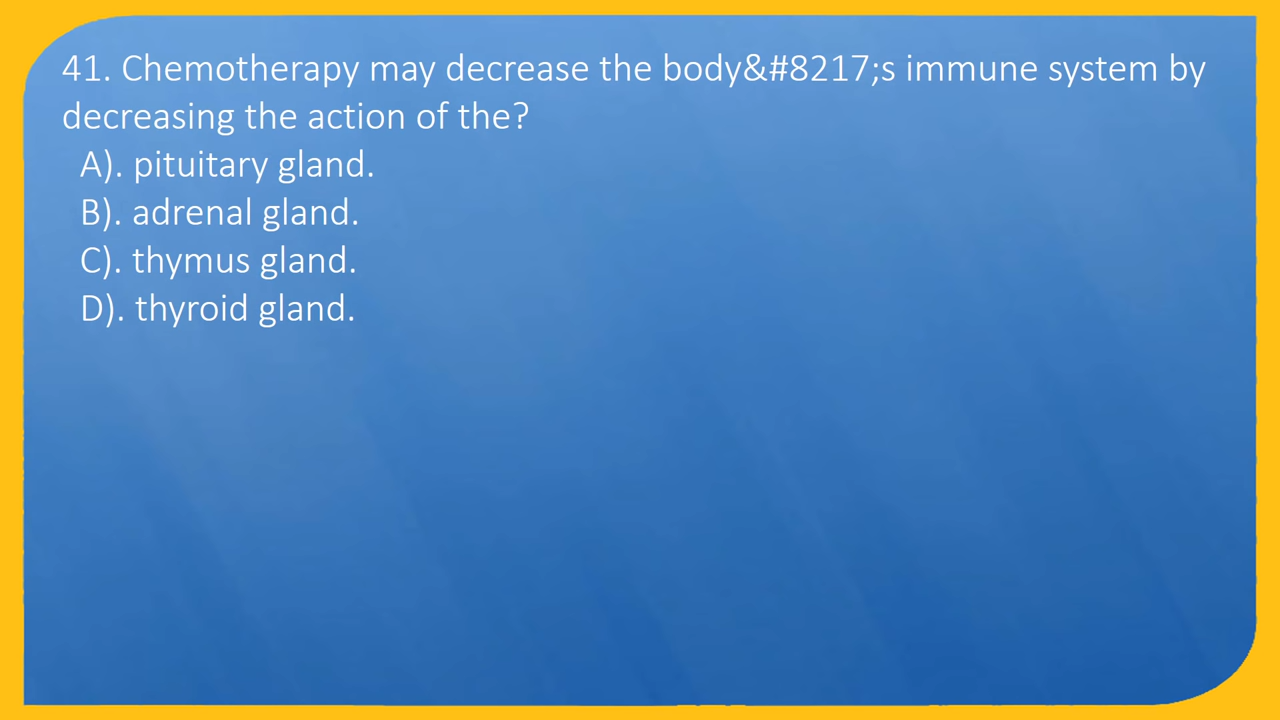 41. Chemotherapy may decrease the body&#8217;s immune system by
decreasing the action of the?
A). pituitary gland.
B). adrenal gland.
C). thymus gland.
D). thyroid gland.